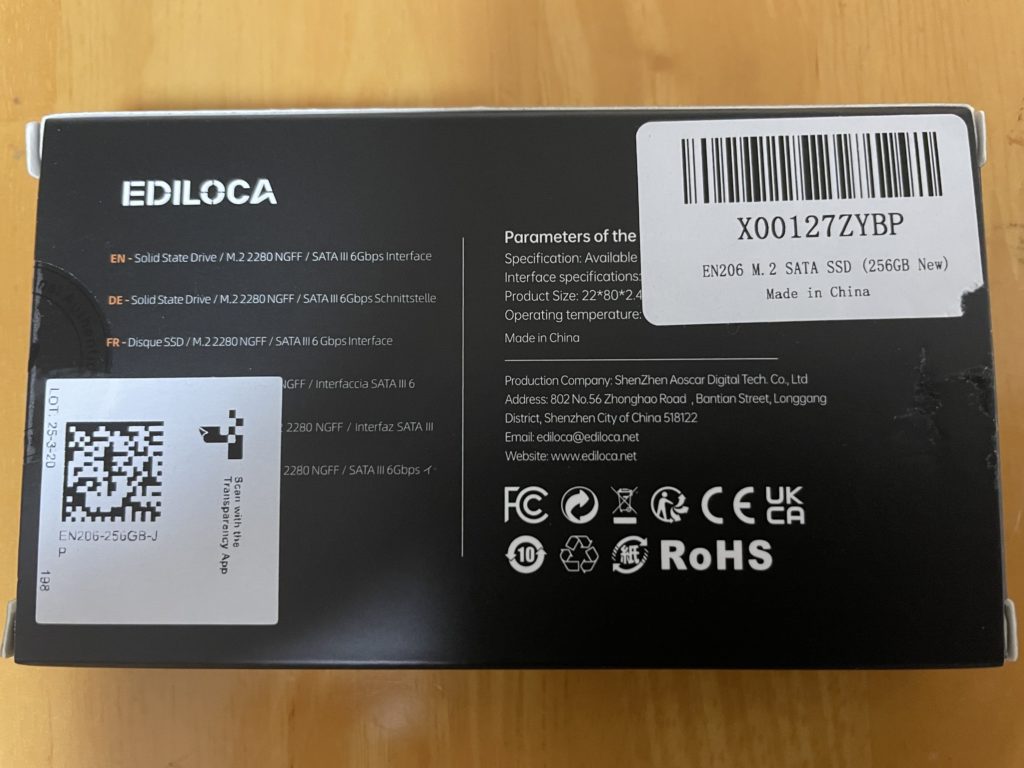 EDILOCA
EN - Solid State Drive / M.2 2280 NGFF / SATA III 6Gbps Interface
DE - Solid State Drive / M.2 2280 NGFF / SATA III 6Gbps Schnittstelle
FR - Disque SSD / M.2 2280 NGFF / SATA III 6 Gbps Interface
NGFF / Interfaccia SATA III 6
2 2280 NGFF / interfaz SATA III
2280 NGFF / SATA III 6Gbps イ
LOT. 25-3-20
EN206-256GB-J
P
198
Scan with the
Transparency App
X00127ZYBP
EN206 M.2 SATA SSD (256GB New)
Made in China
Parameters of the
Specification: Available
Interface specifications:
Product Size: 22*80*2.4
Operating temperature:
Made in China
Production Company: ShenZhen Aoscar Digital Tech. Co., Ltd
Address: 802 No.56 Zhonghao Road , Bantian Street, Longgang
District, Shenzhen City of China 518122
Email: ediloca@ediloca.net
Website: www.ediloca.net
FC CE UK
CA
10 紙 RoHS